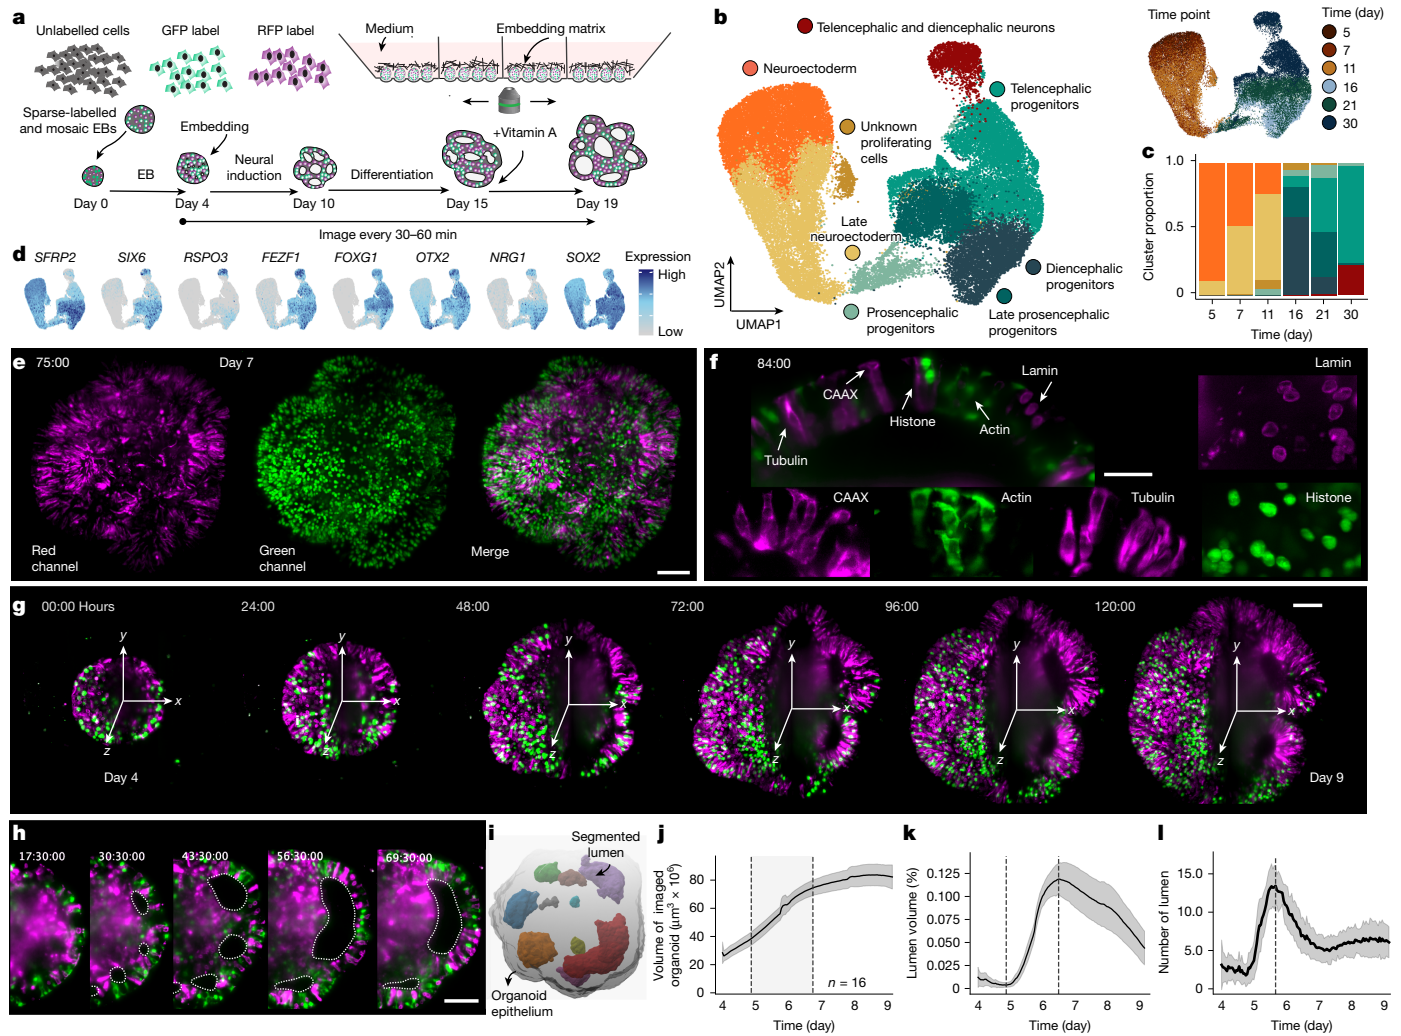 a
Unlabelled cells
GFP label
RFP label
Medium
Embedding matrix
Sparse-labelled
and mosaic EBs
Embedding
+Vitamin A
EB
Neural
induction
Differentiation
Day 0
Day 4
Day 10
Day 15
Day 19
Image every 30–60 min
b
Telencephalic and diencephalic neurons
Neuroectoderm
Telencephalic
progenitors
Unknown
proliferating
cells
Late
neuroectoderm
Diencephalic
progenitors
Prosencephalic
progenitors
Late prosencephalic
progenitors
UMAP2
UMAP1
Time point
Time (day)
5
7
11
16
21
30
c
Cluster proportion
1.0
0.5
0
5 7 11 16 21 30
Time (day)
d
SFRP2 SIX6 RSPO3 FEZF1 FOXG1 OTX2 NRG1 SOX2
Expression
High
Low
e
75:00
Day 7
Red
channel
Green
channel
Merge
f
84:00
CAAX
Histone
Actin
Lamin
Tubulin
Lamin
CAAX
Actin
Tubulin
Histone
g
00:00 Hours
24:00
48:00
72:00
96:00
120:00
y
x
z
y
x
z
y
x
z
y
x
z
y
x
z
y
x
z
Day 4
Day 9
h
17:30:00
30:30:00
43:30:00
56:30:00
69:30:00
i
Segmented
lumen
Organoid
epithelium
j
Volume of imaged
organoid (μm³ × 10⁶)
80
60
40
20
0
n = 16
4 5 6 7 8 9
Time (day)
k
Lumen volume (%)
0.125
0.100
0.075
0.050
0.025
0
4 5 6 7 8 9
Time (day)
l
Number of lumen
15.0
10.0
5.0
0
4 5 6 7 8 9
Time (day)